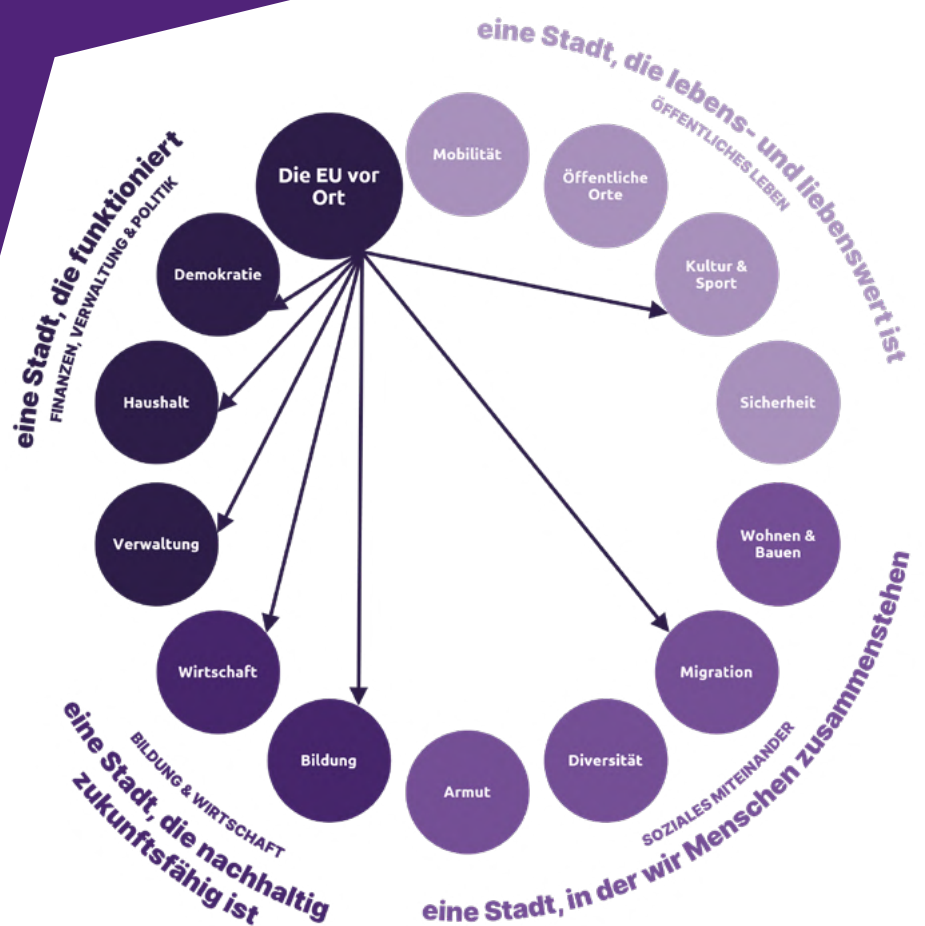 eine Stadt, die lebens- und liebenswert ist
ÖFFENTLICHES LEBEN
Mobilität
Öffentliche
Orte
Kultur &
Sport
Sicherheit
Wohnen &
Bauen
Migration
Diversität
Armut
eine Stadt, in der wir Menschen zusammenstehen
SOZIALES MITEINANDER
Bildung
Wirtschaft
BILDUNG & WIRTSCHAFT
eine Stadt, die nachhaltig
zukunftsfähig ist
Verwaltung
Haushalt
Demokratie
Die EU vor
Ort
eine Stadt, die funktioniert
FINANZEN, VERWALTUNG & POLITIK